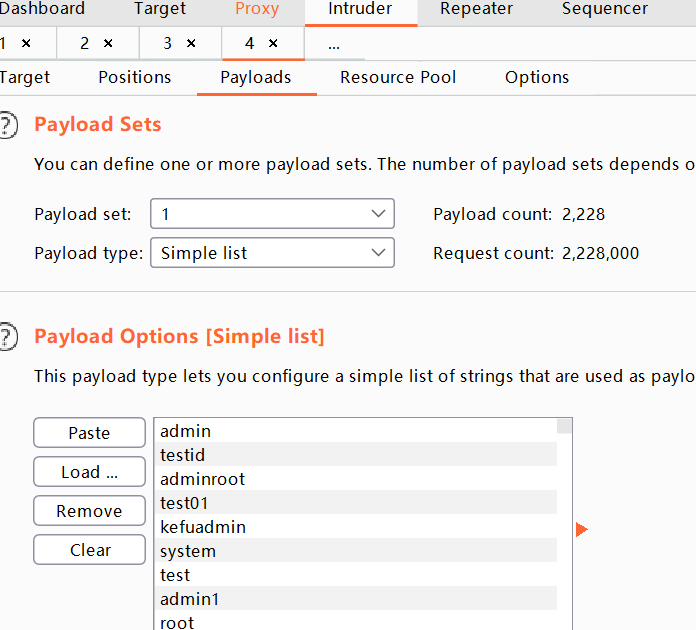 Dashboard Target Proxy Intruder Repeater Sequencer
1 × 2 × 3 × 4 × ...
Target Positions Payloads Resource Pool Options
? Payload Sets
You can define one or more payload sets. The number of payload sets depends o
Payload set: 1 Payload count: 2,228
Payload type: Simple list Request count: 2,228,000
? Payload Options [Simple list]
This payload type lets you configure a simple list of strings that are used as paylo
Paste
Load ...
Remove
Clear
admin
testid
adminroot
test01
kefuadmin
system
test
admin1
root